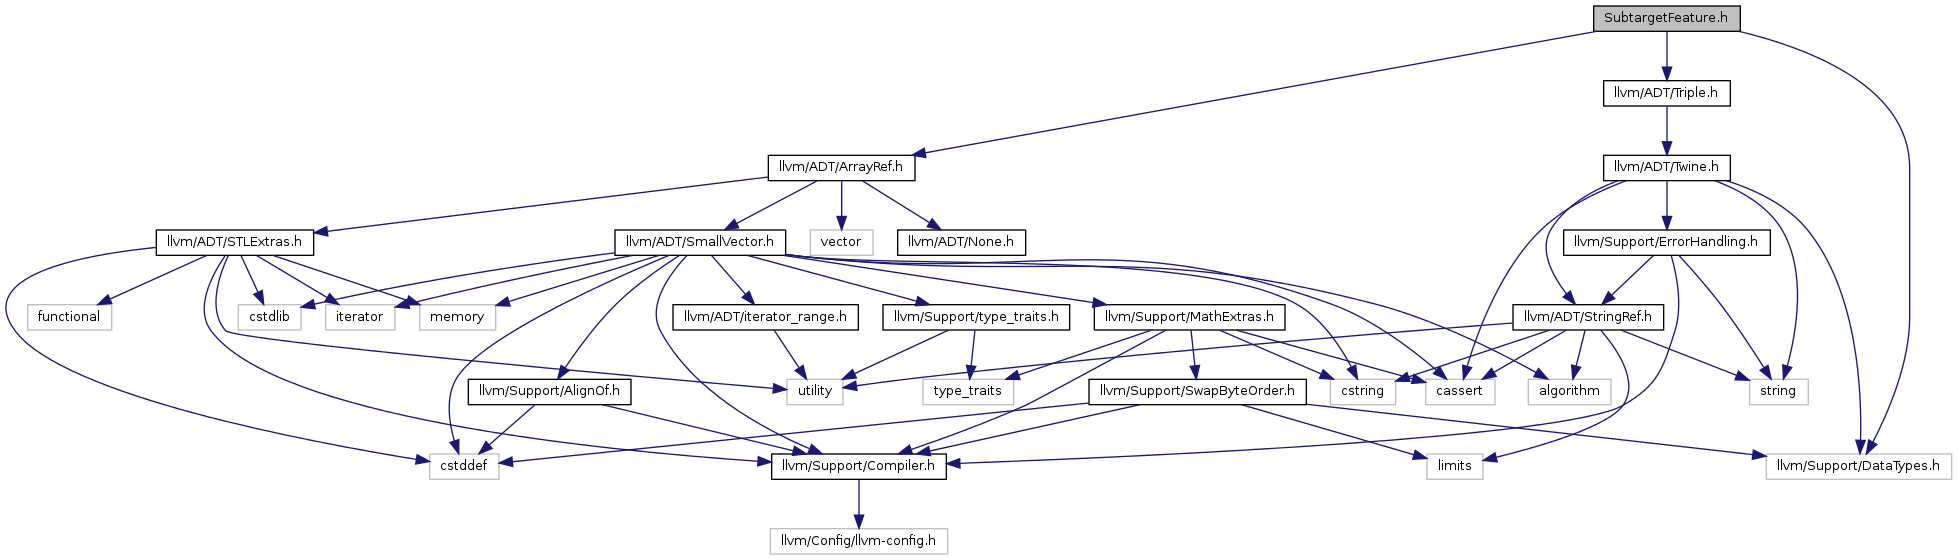 SubtargetFeature.h
llvm/ADT/Triple.h
llvm/ADT/ArrayRef.h
llvm/ADT/Twine.h
llvm/ADT/STLExtras.h
llvm/ADT/SmallVector.h
vector
llvm/ADT/None.h
llvm/Support/ErrorHandling.h
functional
cstdlib
iterator
memory
llvm/ADT/iterator_range.h
llvm/Support/type_traits.h
llvm/Support/MathExtras.h
llvm/ADT/StringRef.h
llvm/Support/AlignOf.h
utility
type_traits
llvm/Support/SwapByteOrder.h
cstring
cassert
algorithm
string
cstddef
llvm/Support/Compiler.h
limits
llvm/Support/DataTypes.h
llvm/Config/llvm-config.h